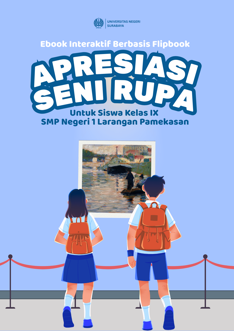 UNIVERSITAS NEGERI
SURABAYA
Ebook Interaktif Berbasis Flipbook
APRESIASI
SENI RUPA
Untuk Siswa Kelas IX
SMP Negeri 1 Larangan Pamekasan